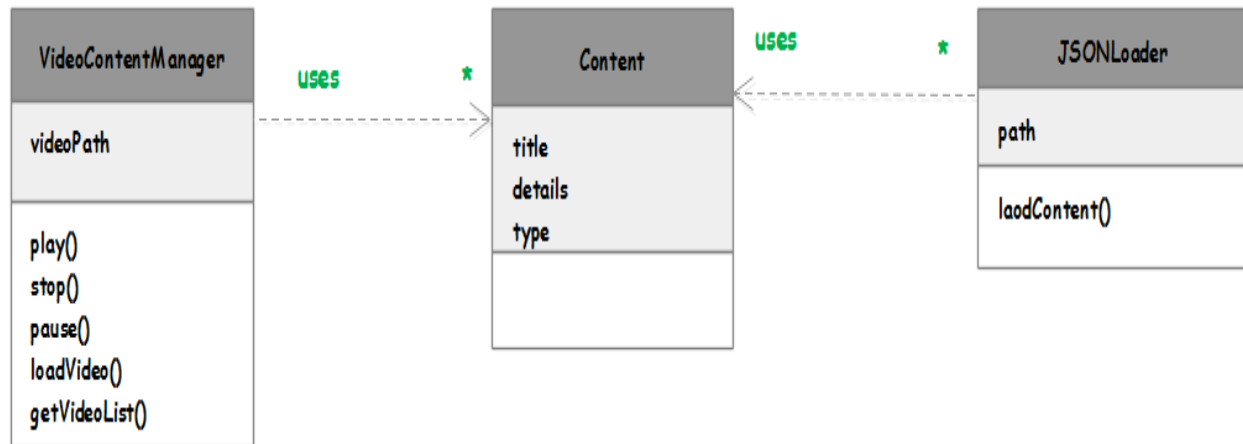 VideoContentManager
videoPath
play()
stop()
pause()
loadVideo()
getVideoList()
uses *
Content
title
details
type
uses *
JSONLoader
path
laodContent()